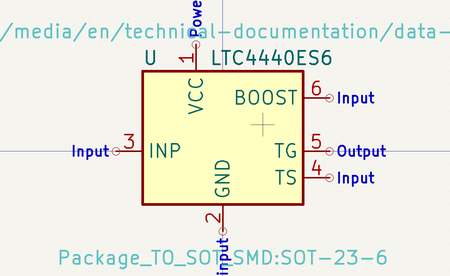 Powe
/media/en/technical-documentation/data-
U LTC4440ES6
1
VCC
BOOST 6 Input
Input 3 INP TG 5 Output
TS 4 Input
GND
2
Input
Package_TO_SOT_SMD:SOT-23-6